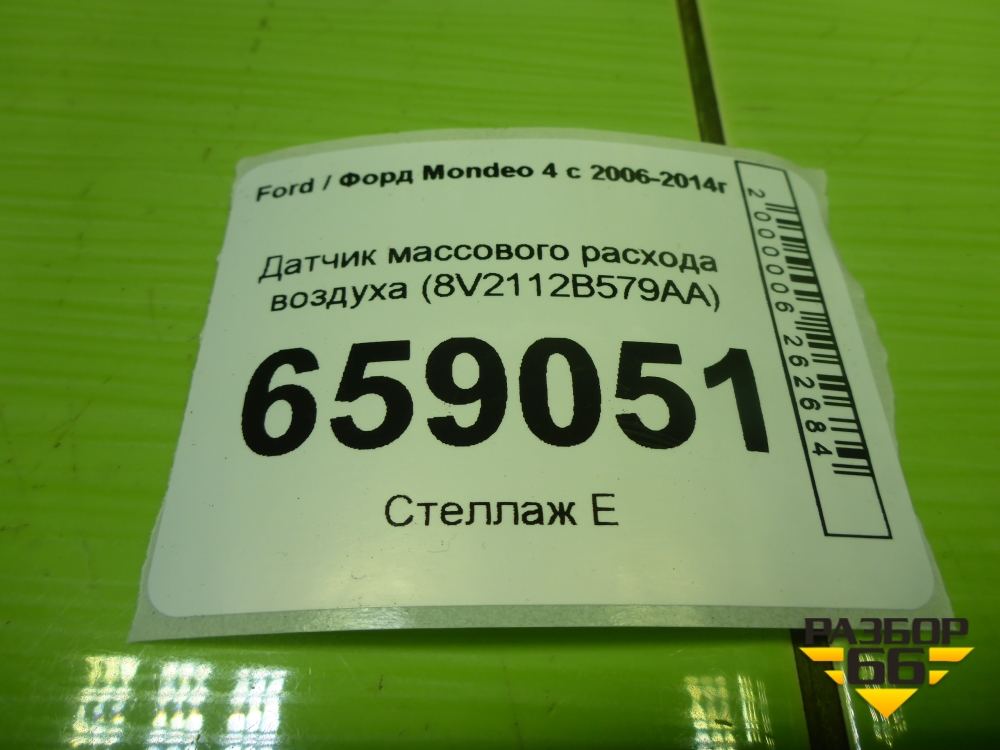 Ford / Форд Mondeo 4 с 2006-2014г
Датчик массового расхода
воздуха (8V2112B579AA)
659051
Стеллаж Е
2000006262684
РАЗБОР
66